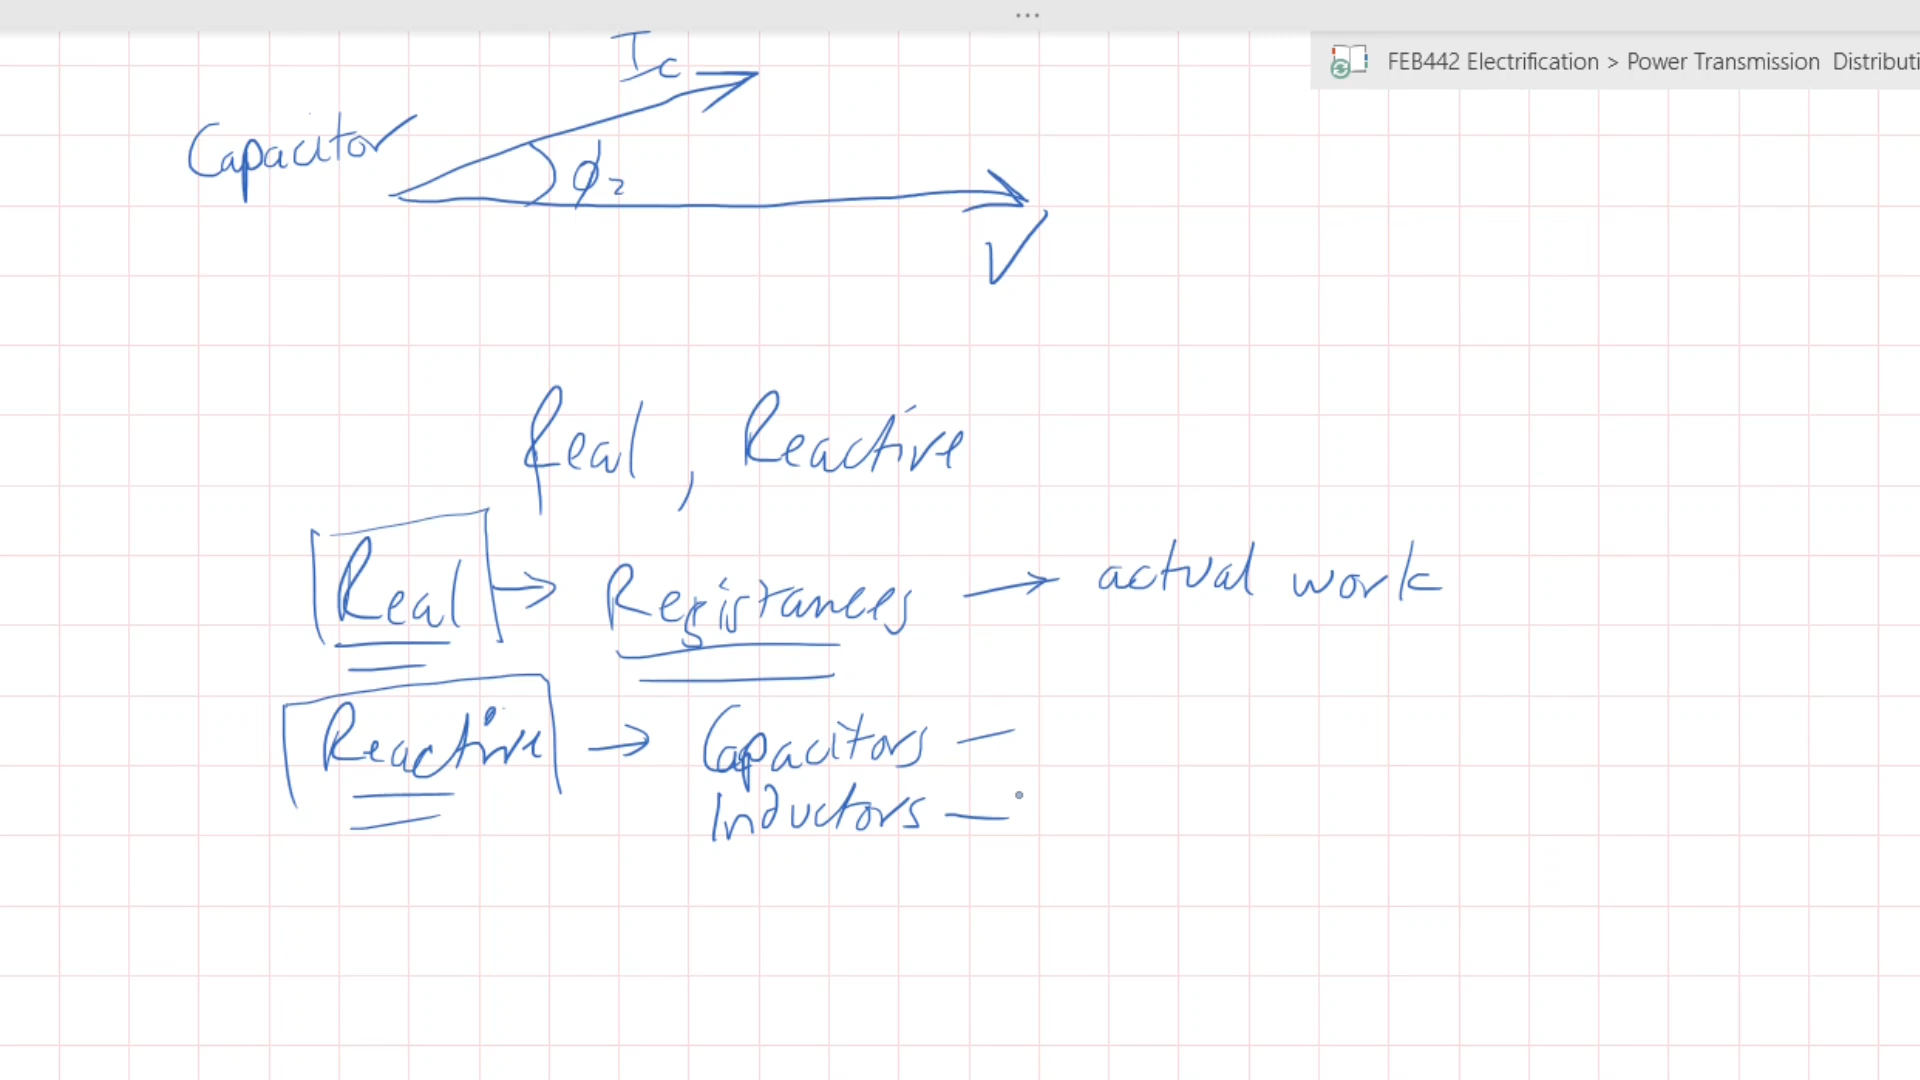 FEB442 Electrification > Power Transmission Distributi
Ic
Capacitor
ϕ2
V
Real, Reactive
Real → Resistances → actual work
Reactive → Capacitors —
Inductors —